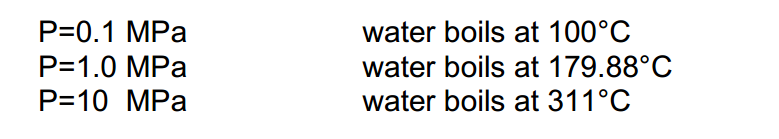 P=0.1 MPa water boils at 100°C
P=1.0 MPa water boils at 179.88°C
P=10 MPa water boils at 311°C